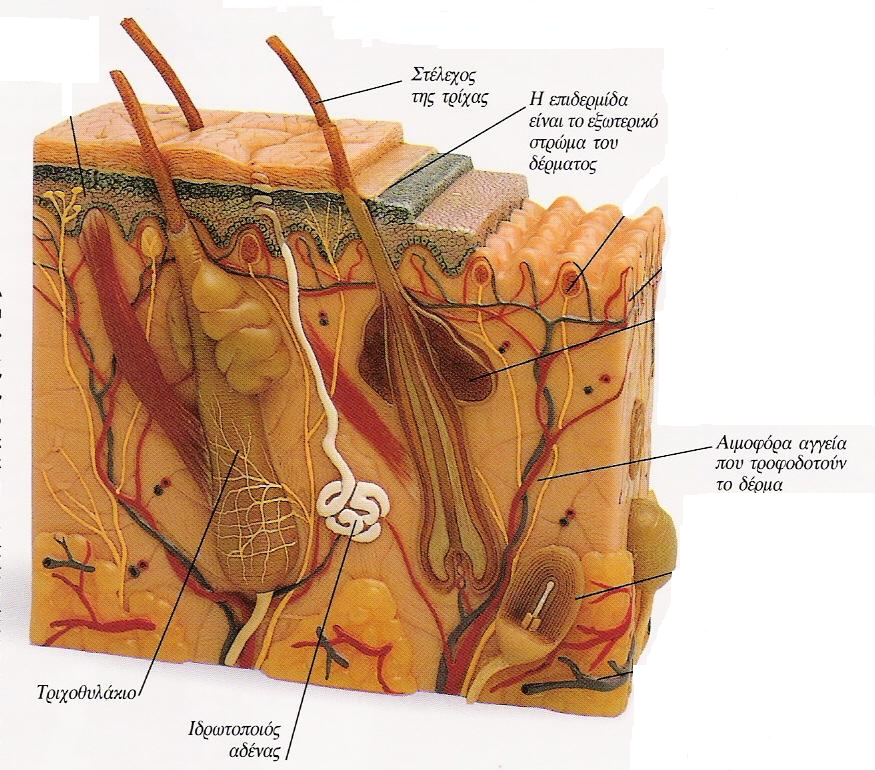 Στέλεχος
της τρίχας
Η επιδερμίδα
είναι το εξωτερικό
στρώμα του
δέρματος
Αιμοφόρα αγγεία
που τροφοδοτούν
το δέρμα
Τριχοθυλάκιο
Ιδρωτοποιός
αδένας